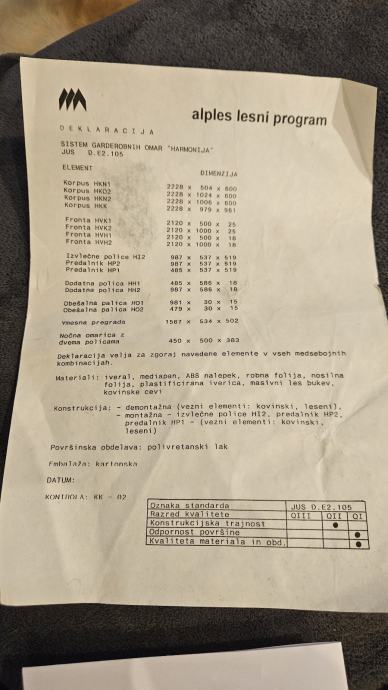 alples lesni program
DEKLARACIJA
SISTEM GARDEROBNIH OMAR "HARMONIJA"
JUS D.E2.105
ELEMENT DIMENZIJA
Korpus HKN1 2228 x 504 x 600
Korpus HKO2 2228 x 1024 x 600
Korpus HKN2 2228 x 1006 x 600
Korpus HKK 2228 x 979 x 961
Fronta HVK1 2120 x 500 x 25
Fronta HVK2 2120 x 1000 x 25
Fronta HVH1 2120 x 500 x 18
Fronta HVH2 2120 x 1000 x 18
Izvlečne police HI2 987 x 537 x 519
Predalnik HP2 987 x 537 x 519
Predalnik HP1 485 x 537 x 519
Dodatna polica HH1 485 x 586 x 18
Dodatna polica HH2 987 x 586 x 18
Obešalna palica HO1 981 x 30 x 15
Obešalna palica HO2 479 x 30 x 15
Vmesna pregrada 1567 x 534 x 502
Nočna omarica z
dvema policama 450 x 500 x 383
Deklaracija velja za zgoraj navedene elemente v vseh medsebojnih
kombinacijah.
Materiali: iveral, mediapan, ABS nalepek, robna folija, nosilna
folija, plastificirana iverica, masivni les bukev,
kovinske cevi
Konstrukcija: - demontažna (vezni elementi: kovinski, leseni),
- montažna - izvlečne police HI2, predalnik HP2,
predalnik HP1 - (vezni elementi: kovinski,
leseni)
Površinska obdelava: polivretanski lak
Embalaža: kartonska
DATUM:
KONTROLA: KK - 02
Oznaka standarda JUS D.E2.105
Razred kvalitete QIII QII QI
Konstrukcijska trajnost ●
Odpornost površine ●
Kvaliteta materiala in obd. ●